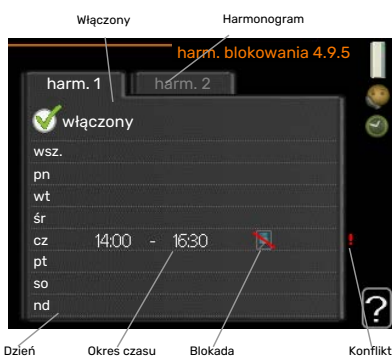 Włączony Harmonogram
harm. blokowania 4.9.5
harm. 1 harm. 2
włączony
wsz.
pn
wt
śr
cz 14:00 - 16:30 !
pt
so
nd
?
Dzień Okres czasu Blokada Konflikt